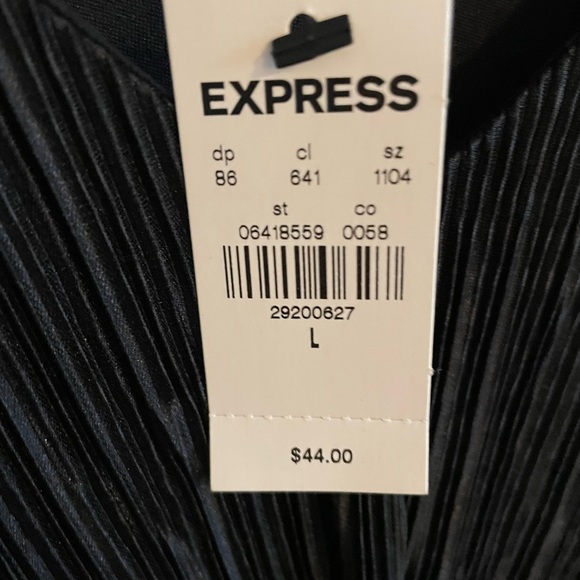 EXPRESS
dp cl sz
86 641 1104
st co
06418559 0058
29200627
L
$44.00